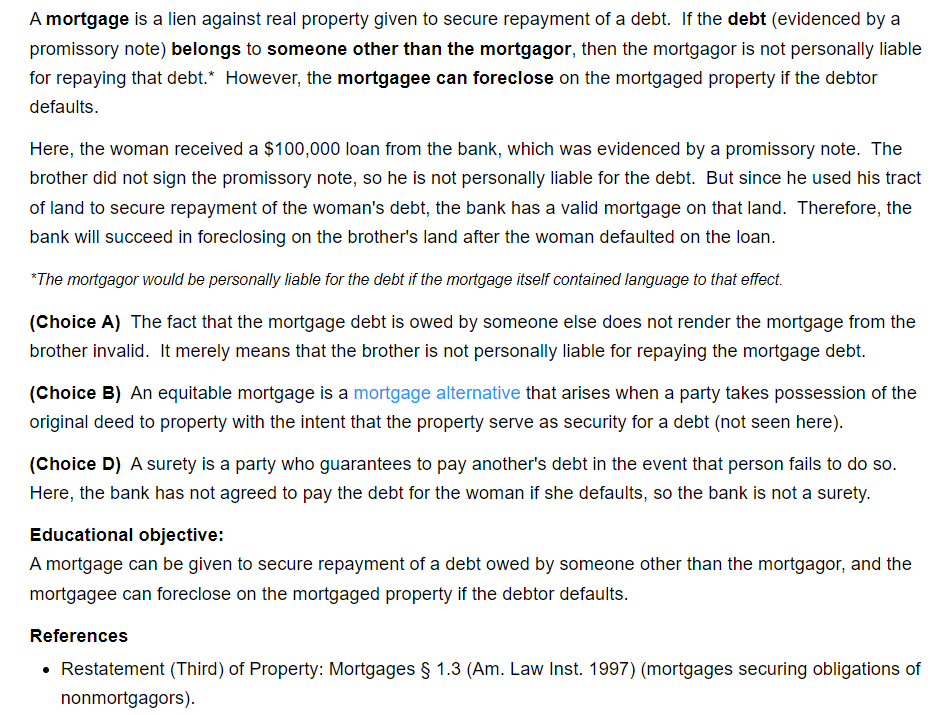 A mortgage is a lien against real property given to secure repayment of a debt.  If the debt (evidenced by a
promissory note) belongs to someone other than the mortgagor, then the mortgagor is not personally liable
for repaying that debt.*  However, the mortgagee can foreclose on the mortgaged property if the debtor
defaults.
Here, the woman received a $100,000 loan from the bank, which was evidenced by a promissory note.  The
brother did not sign the promissory note, so he is not personally liable for the debt.  But since he used his tract
of land to secure repayment of the woman's debt, the bank has a valid mortgage on that land.  Therefore, the
bank will succeed in foreclosing on the brother's land after the woman defaulted on the loan.
*The mortgagor would be personally liable for the debt if the mortgage itself contained language to that effect.
(Choice A)  The fact that the mortgage debt is owed by someone else does not render the mortgage from the
brother invalid.  It merely means that the brother is not personally liable for repaying the mortgage debt.
(Choice B)  An equitable mortgage is a mortgage alternative that arises when a party takes possession of the
original deed to property with the intent that the property serve as security for a debt (not seen here).
(Choice D)  A surety is a party who guarantees to pay another's debt in the event that person fails to do so.
Here, the bank has not agreed to pay the debt for the woman if she defaults, so the bank is not a surety.
Educational objective:
A mortgage can be given to secure repayment of a debt owed by someone other than the mortgagor, and the
mortgagee can foreclose on the mortgaged property if the debtor defaults.
References
• Restatement (Third) of Property: Mortgages § 1.3 (Am. Law Inst. 1997) (mortgages securing obligations of
nonmortgagors).